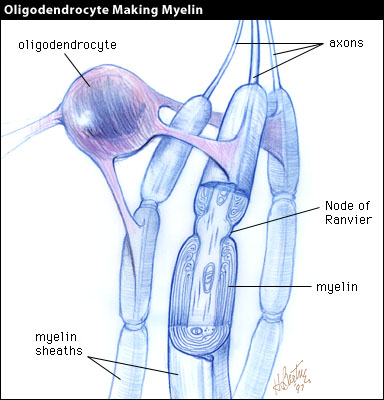 Oligodendrocyte Making Myelin
oligodendrocyte
axons
Node of
Ranvier
myelin
myelin
sheaths